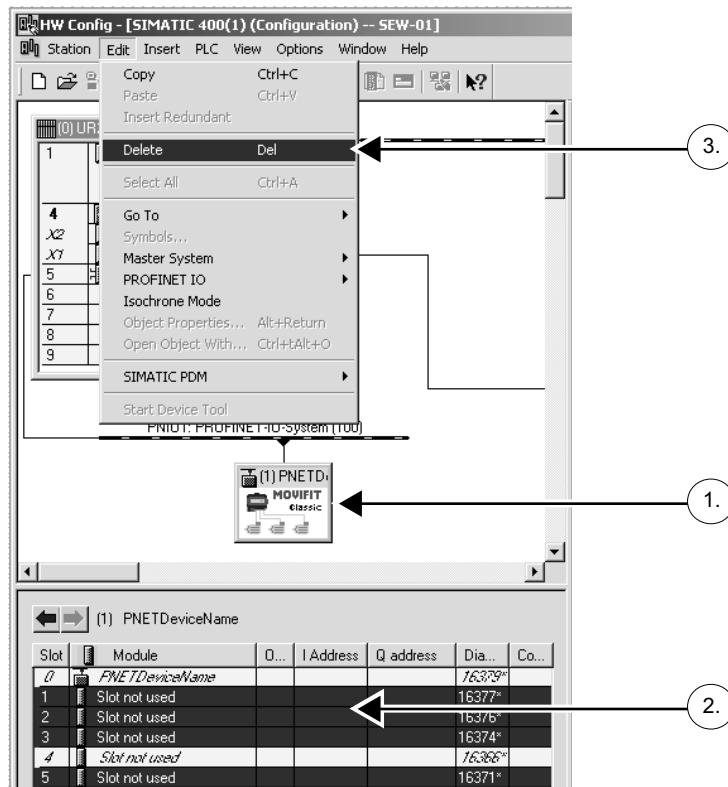 HW Config - [SIMATIC 400(1) (Configuration) -- SEW-01]
Station Edit Insert PLC View Options Window Help
Copy Ctrl+C
Paste Ctrl+V
Insert Redundant
(0) UR
Delete Del
3.
1
Select All Ctrl+A
4
Go To
X2
Symbols...
X1
Master System
5
PROFINET IO
6
Isochrone Mode
7
Object Properties... Alt+Return
8
Open Object With... Ctrl+tAlt+O
9
SIMATIC PDM
Start Device Tool
PNIOT: PROFINET-IO-System (100)
(1) PNETD
MOVIFIT
Classic
1.
(1) PNETDeviceName
Slot Module O... I Address Q address Dia... Co...
0 PNETDeviceName 16379*
1 Slot not used 16377*
2 Slot not used 16376*
2.
3 Slot not used 16374*
4 Slot not used 16366*
5 Slot not used 16371*